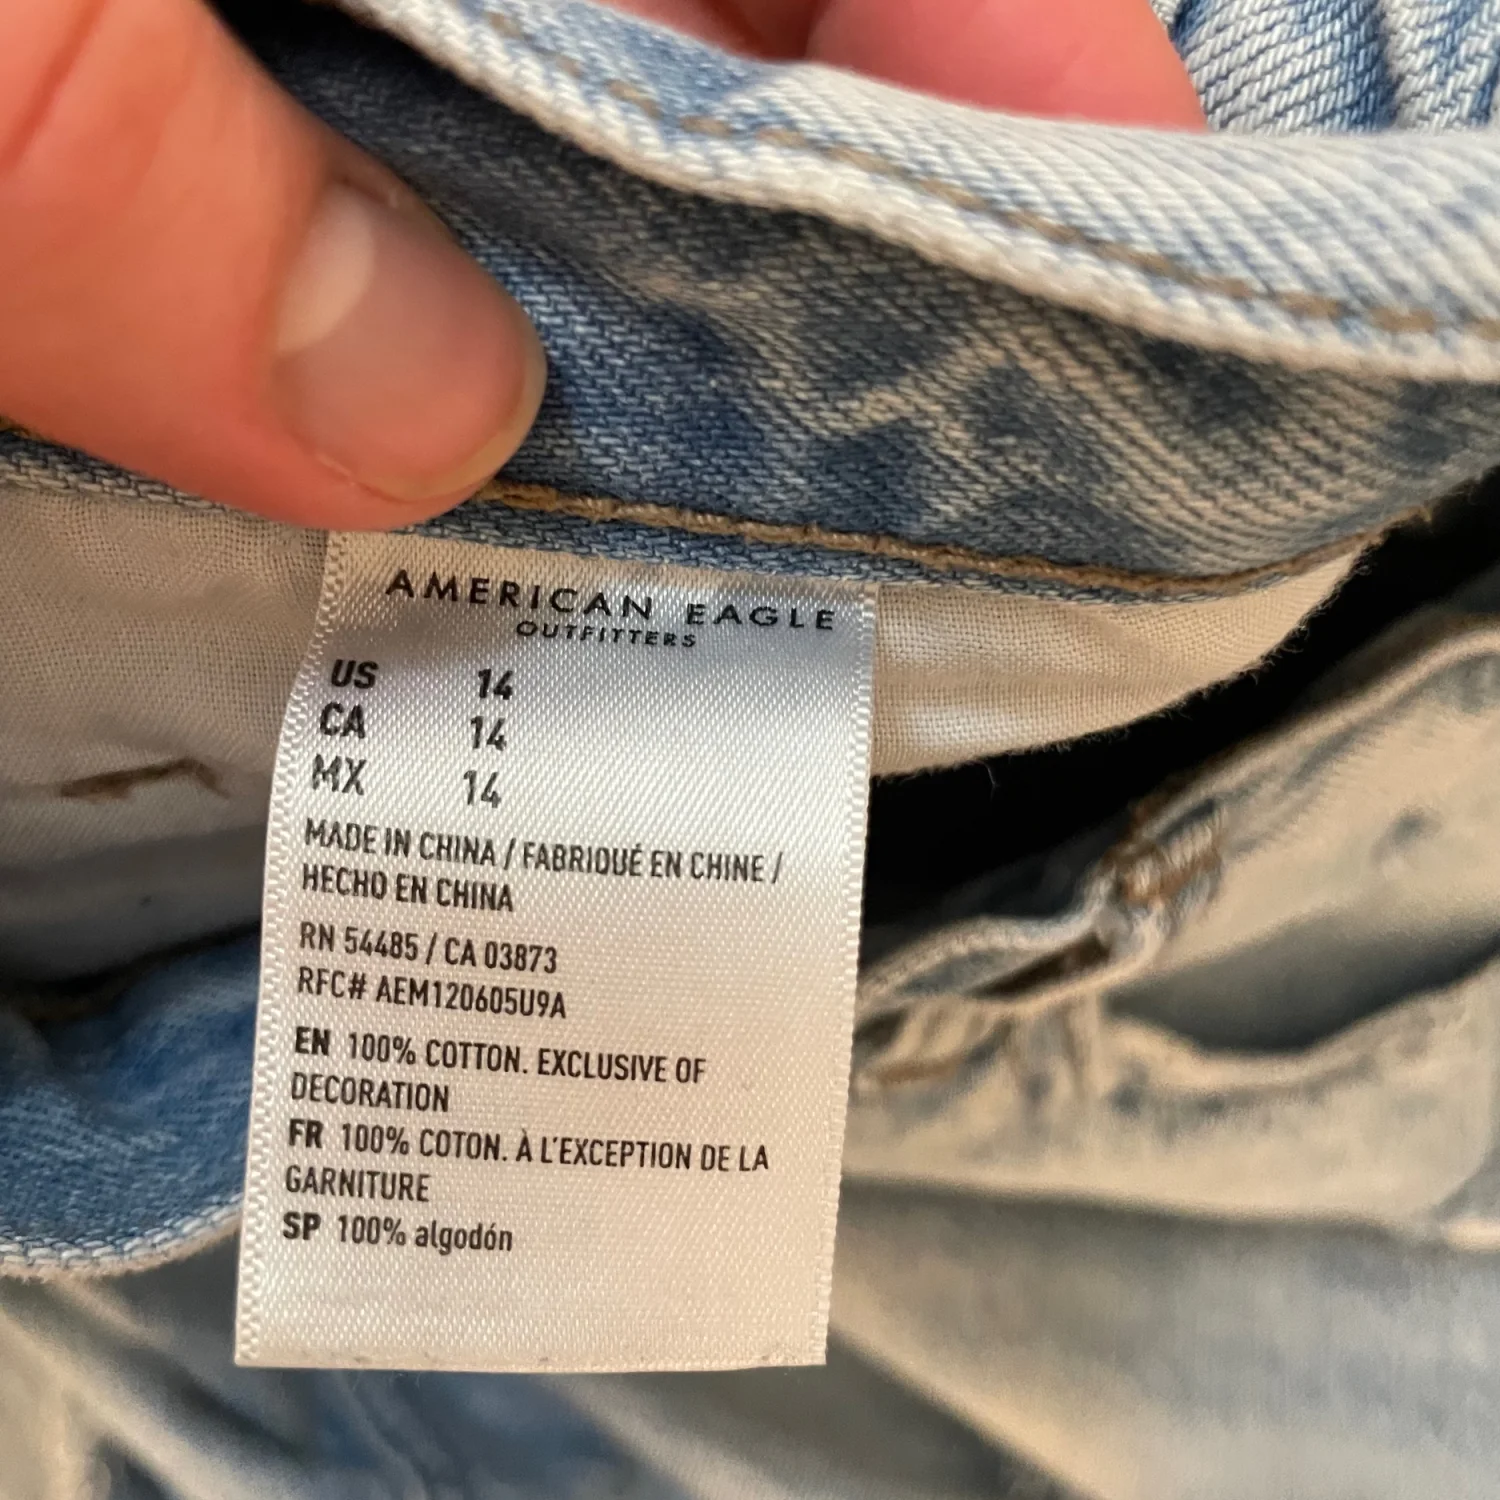 AMERICAN EAGLE
OUTFITTERS
US 14
CA 14
MX 14
MADE IN CHINA / FABRIQUÉ EN CHINE /
HECHO EN CHINA
RN 54485 / CA 03873
RFC# AEM120605U9A
EN 100% COTTON. EXCLUSIVE OF
DECORATION
FR 100% COTON. À L'EXCEPTION DE LA
GARNITURE
SP 100% algodón